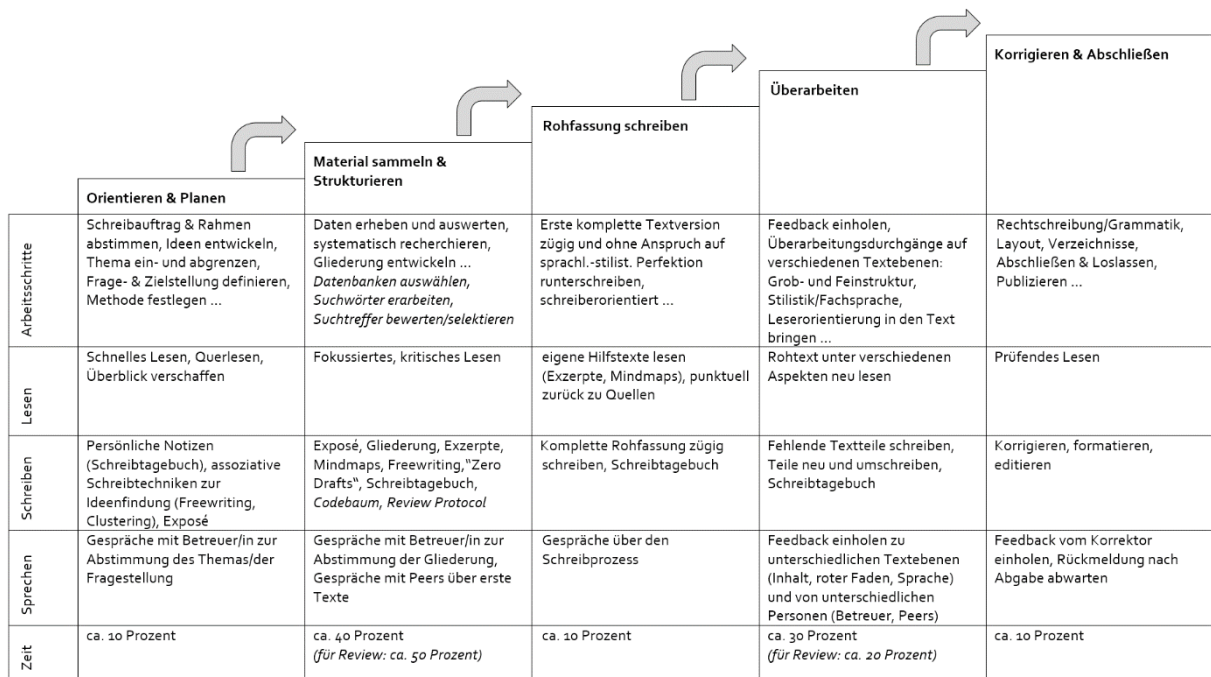 Korrigieren & Abschließen
Überarbeiten
Rohfassung schreiben
Material sammeln &
Strukturieren
Orientieren & Planen
Arbeitsschritte
Schreibauftrag & Rahmen
abstimmen, Ideen entwickeln,
Thema ein- und abgrenzen,
Frage- & Zielstellung definieren,
Methode festlegen ...
Daten erheben und auswerten,
systematisch recherchieren,
Gliederung entwickeln ...
Datenbanken auswählen,
Suchwörter erarbeiten,
Suchtreffer bewerten/selektieren
Erste komplette Textversion
zügig und ohne Anspruch auf
sprachl.-stilist. Perfektion
runterschreiben,
schreiberorientiert ...
Feedback einholen,
Überarbeitungsdurchgänge auf
verschiedenen Textebenen:
Grob- und Feinstruktur,
Stilistik/Fachsprache,
Leserorientierung in den Text
bringen ...
Rechtschreibung/Grammatik,
Layout, Verzeichnisse,
Abschließen & Loslassen,
Publizieren ...
Lesen
Schnelles Lesen, Querlesen,
Überblick verschaffen
Fokussiertes, kritisches Lesen
eigene Hilfstexte lesen
(Exzerpte, Mindmaps), punktuell
zurück zu Quellen
Rohtext unter verschiedenen
Aspekten neu lesen
Prüfendes Lesen
Schreiben
Persönliche Notizen
(Schreibtagebuch), assoziative
Schreibtechniken zur
Ideenfindung (Freewriting,
Clustering), Exposé
Exposé, Gliederung, Exzerpte,
Mindmaps, Freewriting,"Zero
Drafts“, Schreibtagebuch,
Codebaum, Review Protocol
Komplette Rohfassung zügig
schreiben, Schreibtagebuch
Fehlende Textteile schreiben,
Teile neu und umschreiben,
Schreibtagebuch
Korrigieren, formatieren,
editieren
Sprechen
Gespräche mit Betreuer/in zur
Abstimmung des Themas/der
Fragestellung
Gespräche mit Betreuer/in zur
Abstimmung der Gliederung,
Gespräche mit Peers über erste
Texte
Gespräche über den
Schreibprozess
Feedback einholen zu
unterschiedlichen Textebenen
(Inhalt, roter Faden, Sprache)
und von unterschiedlichen
Personen (Betreuer, Peers)
Feedback vom Korrektor
einholen, Rückmeldung nach
Abgabe abwarten
Zeit
ca. 10 Prozent
ca. 40 Prozent
(für Review: ca. 50 Prozent)
ca. 10 Prozent
ca. 30 Prozent
(für Review: ca. 20 Prozent)
ca. 10 Prozent